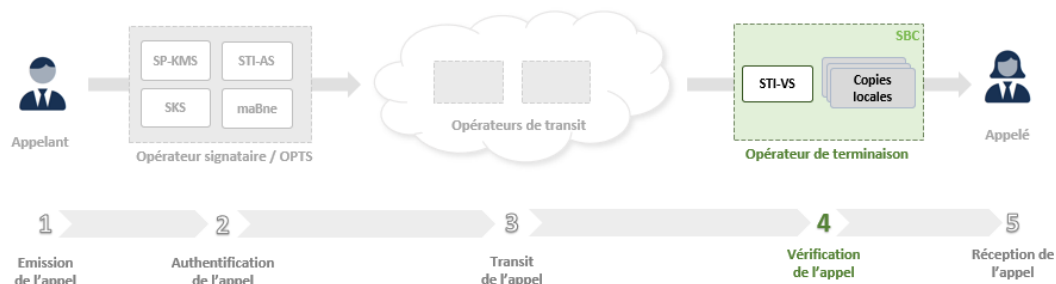 SBC
SP-KMS
STI-AS
SKS
maBne
STI-VS
Copies
locales
Appelant
Opérateurs de transit
Appelé
Opérateur signataire / OPTS
Opérateur de terminaison
1
2
3
4
5
Emission
de l'appel
Authentification
de l'appel
Transit
de l'appel
Vérification
de l'appel
Réception de
l'appel